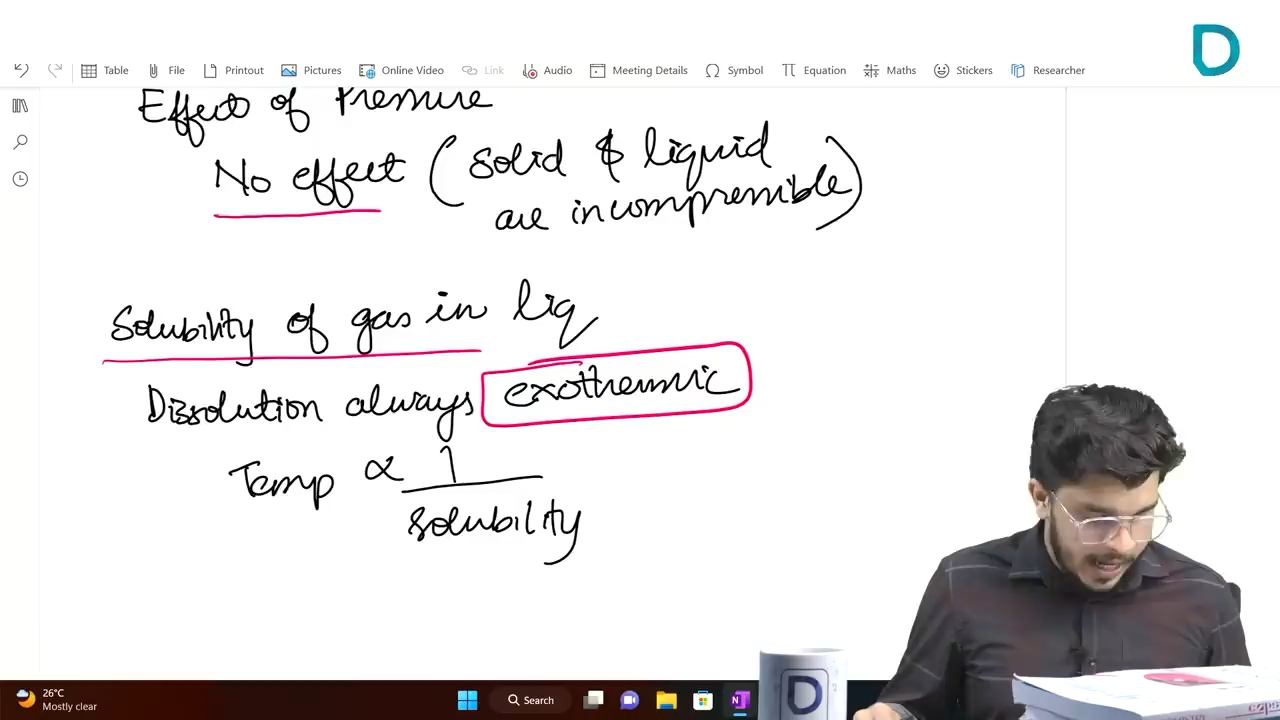 D
Table File Printout Pictures Online Video Link Audio Meeting Details Symbol Equation Maths Stickers Researcher
Effect of Pressure
No effect ( solid & liquid
are incompressible )
Solubility of gas in liq
Dissolution always exothermic
Temp ∝ 1
solubility
D
26°C
Mostly clear
Search